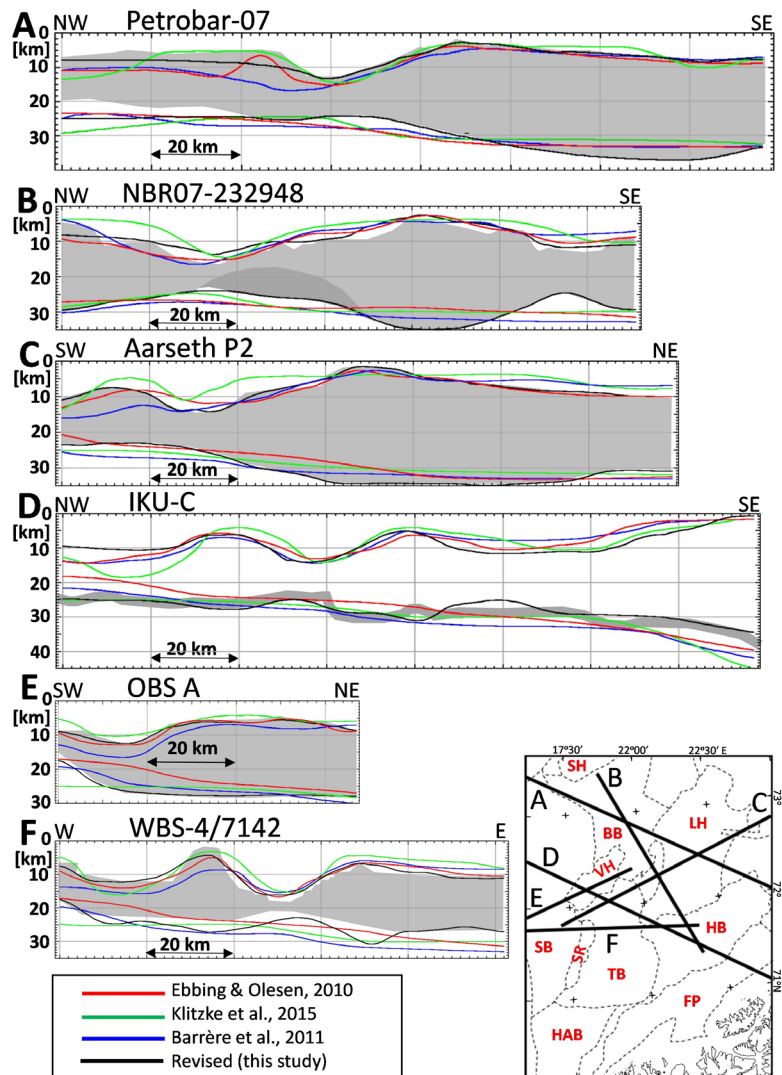 A NW Petrobar-07 SE
0
[km]
10
20
30
20 km
B NW NBR07-232948 SE
0
[km]
10
20
30
20 km
C SW Aarseth P2 NE
0
[km]
10
20
30
20 km
D NW IKU-C SE
0
[km]
10
20
30
40
20 km
E SW OBS A NE
0
[km]
10
20
30
20 km
F W WBS-4/7142 E
0
[km]
10
20
30
20 km
17°30' 22°00' 22°30' E
SH
B
A
C
73°
LH
BB
VH
D
72°
E
HB
SB
SR
F
TB
71°N
FP
HAB
Ebbing & Olesen, 2010
Klitzke et al., 2015
Barrère et al., 2011
Revised (this study)